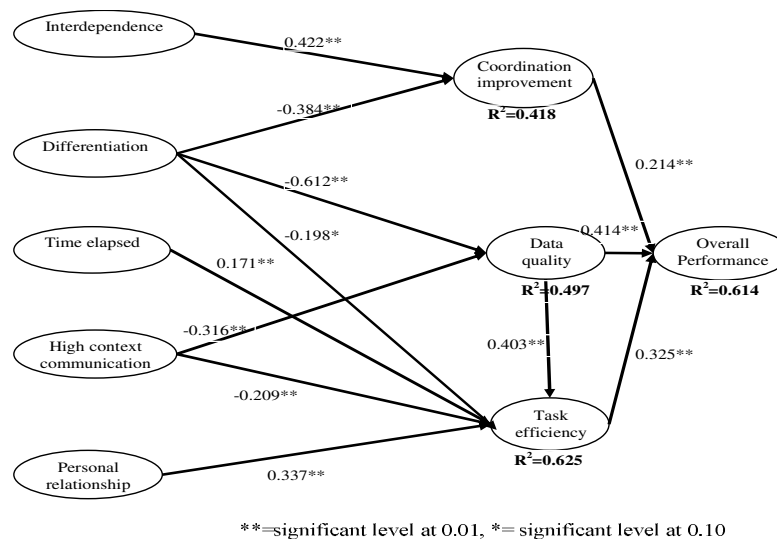 Interdependence
0.422**
Coordination
improvement
R²=0.418
-0.384**
Differentiation
-0.612**
0.214**
-0.198*
Time elapsed
0.171**
Data
quality
R²=0.497
0.414**
Overall
Performance
R²=0.614
-0.316**
High context
communication
0.403**
0.325**
-0.209**
Task
efficiency
R²=0.625
Personal
relationship
0.337**
**=significant level at 0.01, *= significant level at 0.10